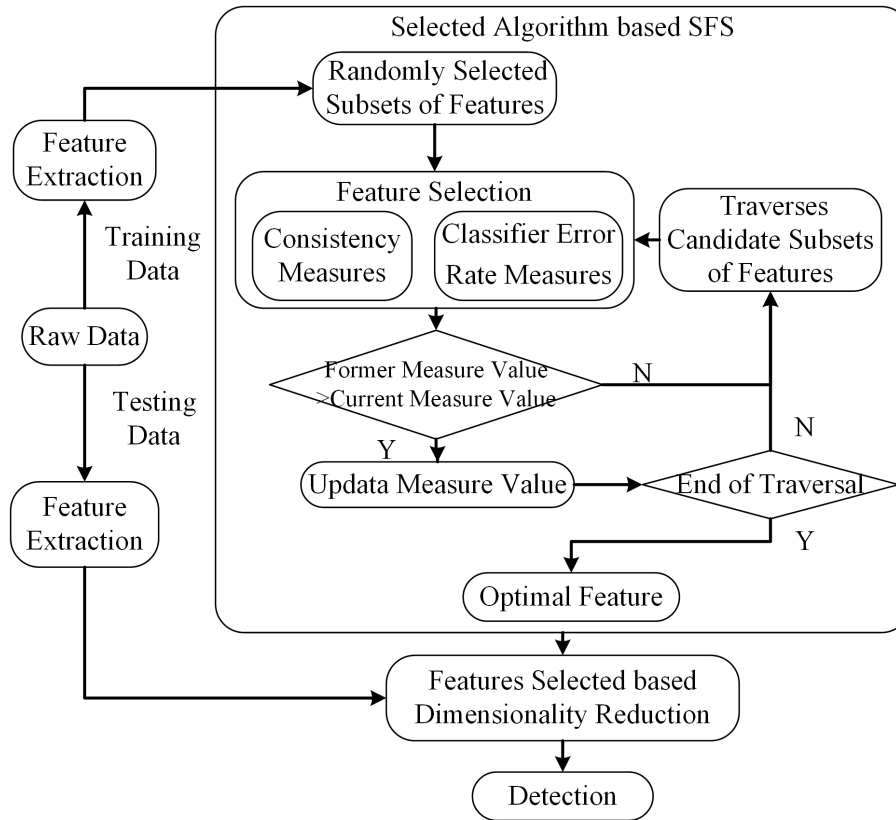 Selected Algorithm based SFS
Randomly Selected
Subsets of Features
Feature
Extraction
Feature Selection
Consistency
Measures
Classifier Error
Rate Measures
Traverses
Candidate Subsets
of Features
Training
Data
Raw Data
Former Measure Value
>Current Measure Value
N
Testing
Data
Y
N
Updata Measure Value
End of Traversal
Feature
Extraction
Y
Optimal Feature
Features Selected based
Dimensionality Reduction
Detection